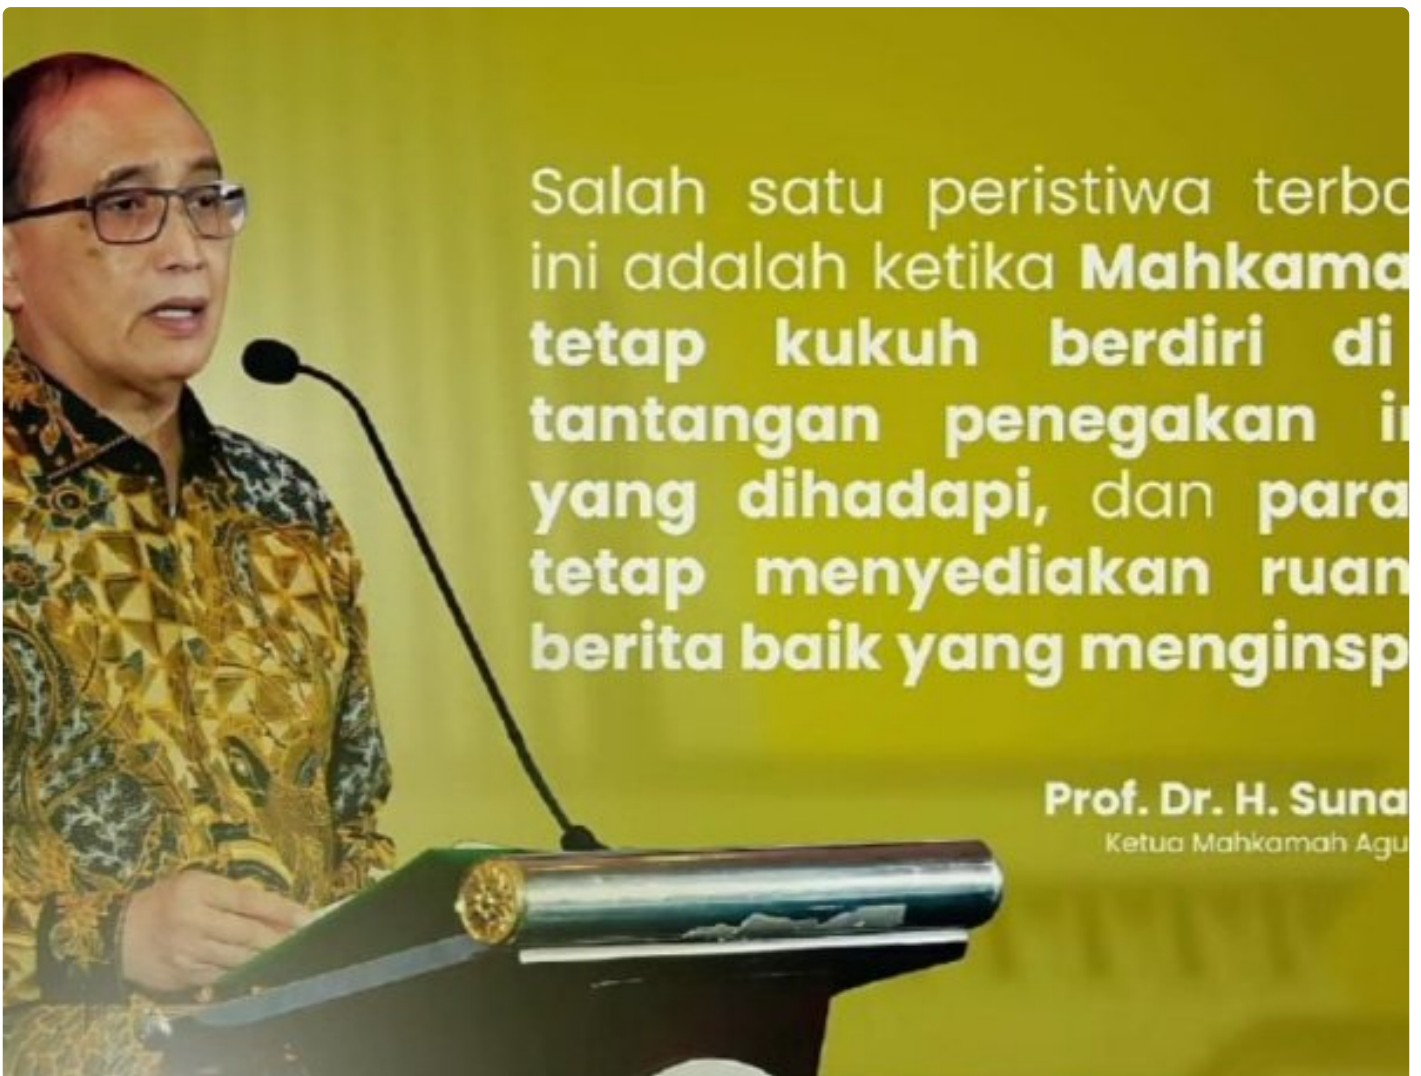 Salah satu peristiwa terba
ini adalah ketika Mahkama
tetap kukuh berdiri di
tantangan penegakan i
yang dihadapi, dan para
tetap menyediakan ruan
berita baik yang menginsp
Prof. Dr. H. Suna
Ketua Mahkamah Agu